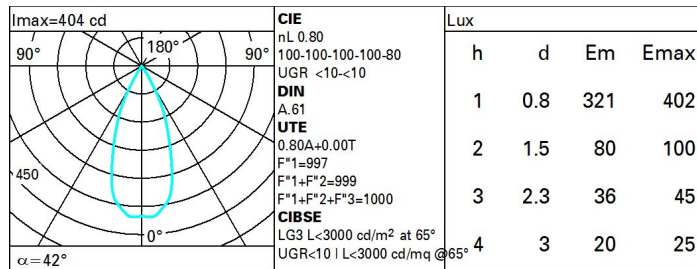 Imax=404 cd
90° 180° 90°
450
0°
α=42°
CIE
nL 0.80
100-100-100-100-80
UGR <10-<10
DIN
A.61
UTE
0.80A+0.00T
F"1=997
F"1+F"2=999
F"1+F"2+F"3=1000
CIBSE
LG3 L<3000 cd/m² at 65°
UGR<10 | L<3000 cd/mq @65°
Lux
h d Em Emax
1 0.8 321 402
2 1.5 80 100
3 2.3 36 45
4 3 20 25